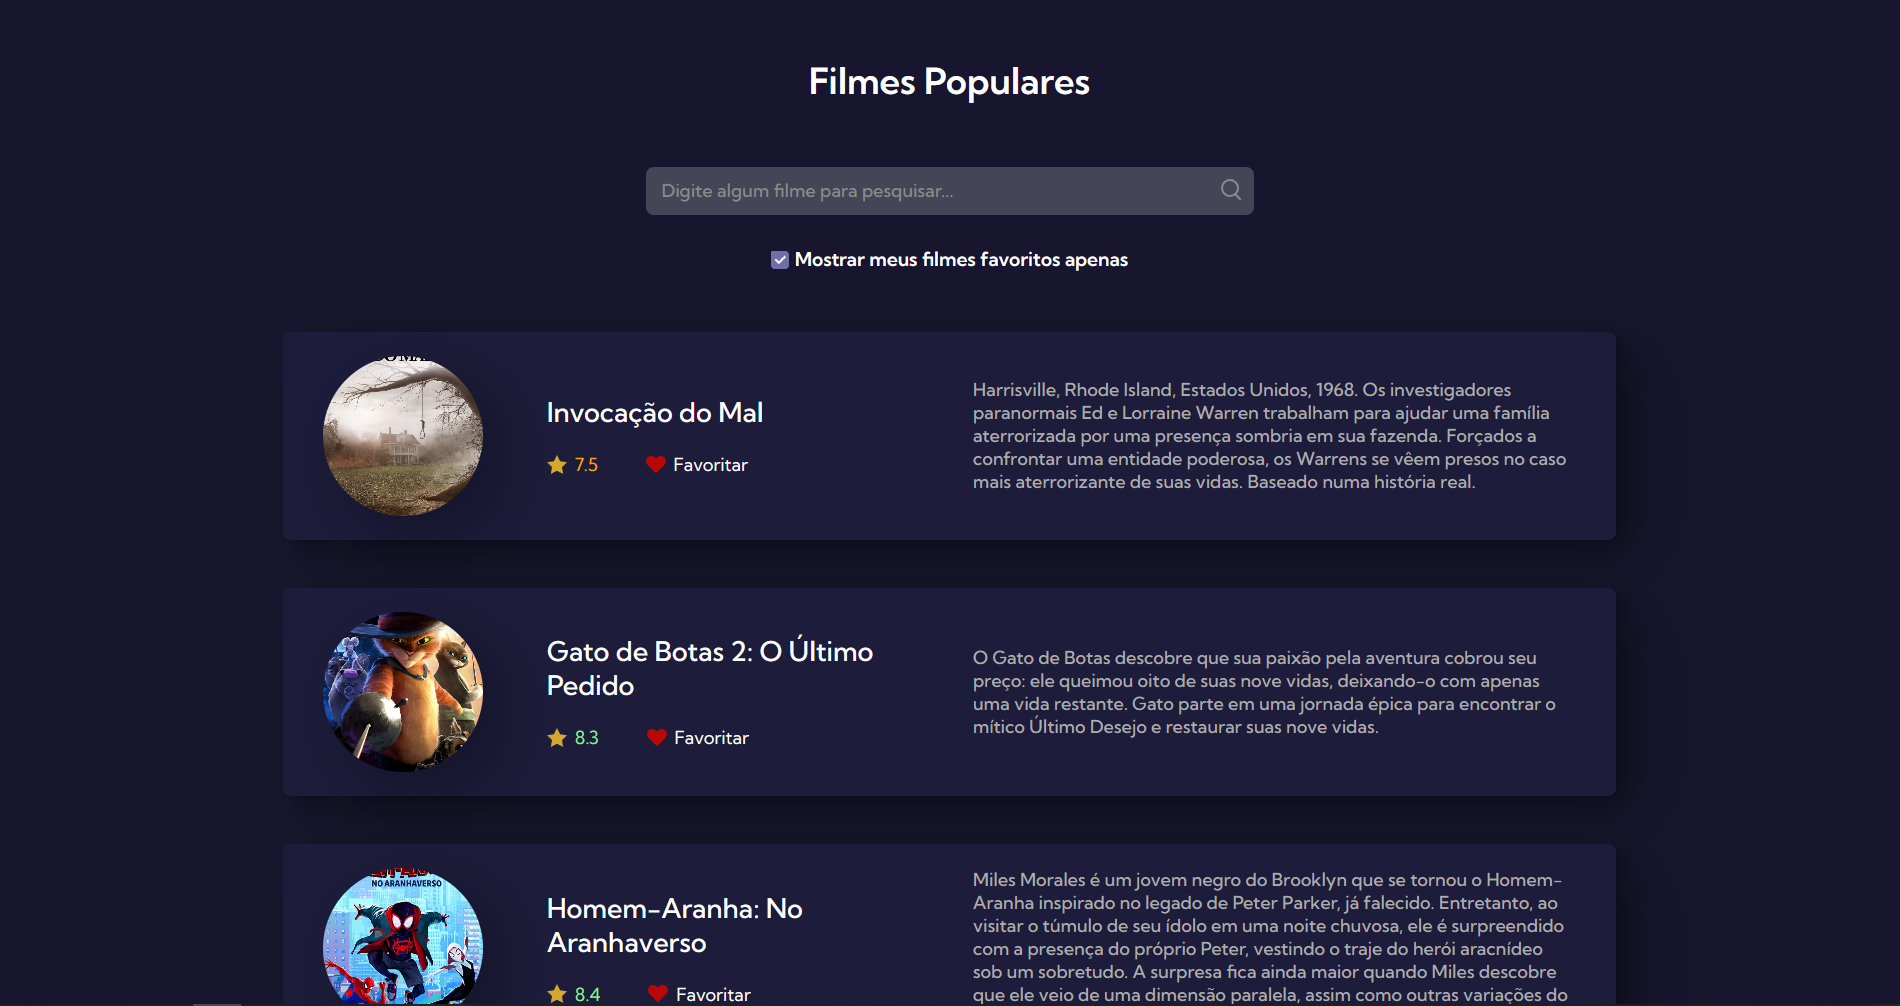 Filmes Populares
Digite algum filme para pesquisar...
Mostrar meus filmes favoritos apenas
Invocação do Mal
7.5
Favoritar
Harrisville, Rhode Island, Estados Unidos, 1968. Os investigadores
paranormais Ed e Lorraine Warren trabalham para ajudar uma família
aterrorizada por uma presença sombria em sua fazenda. Forçados a
confrontar uma entidade poderosa, os Warrens se vêem presos no caso
mais aterrorizante de suas vidas. Baseado numa história real.
Gato de Botas 2: O Último
Pedido
8.3
Favoritar
O Gato de Botas descobre que sua paixão pela aventura cobrou seu
preço: ele queimou oito de suas nove vidas, deixando-o com apenas
uma vida restante. Gato parte em uma jornada épica para encontrar o
mítico Último Desejo e restaurar suas nove vidas.
NO ARANHAVERSO
Homem-Aranha: No
Aranhaverso
8.4
Favoritar
Miles Morales é um jovem negro do Brooklyn que se tornou o Homem-
Aranha inspirado no legado de Peter Parker, já falecido. Entretanto, ao
visitar o túmulo de seu ídolo em uma noite chuvosa, ele é surpreendido
com a presença do próprio Peter, vestindo o traje do herói aracnídeo
sob um sobretudo. A surpresa fica ainda maior quando Miles descobre
que ele veio de uma dimensão paralela, assim como outras variações do